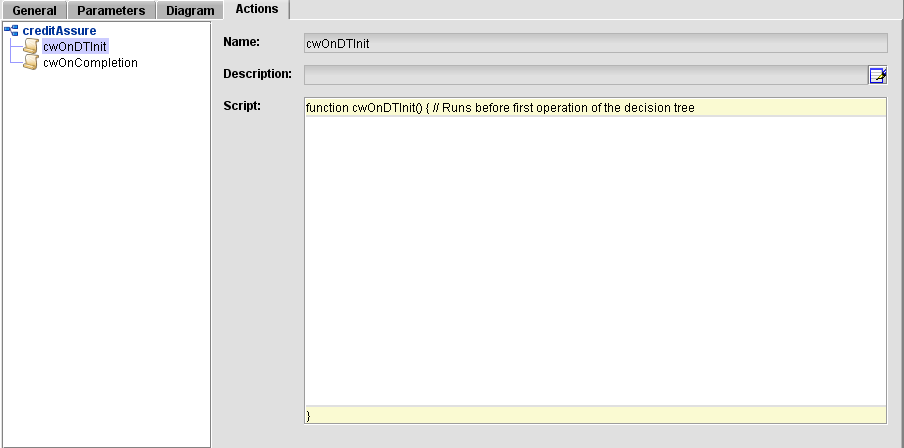 General Parameters Diagram Actions
creditAssure
cwOnDTInit
cwOnCompletion
Name: cwOnDTInit
Description:
Script: function cwOnDTInit() { // Runs before first operation of the decision tree
}